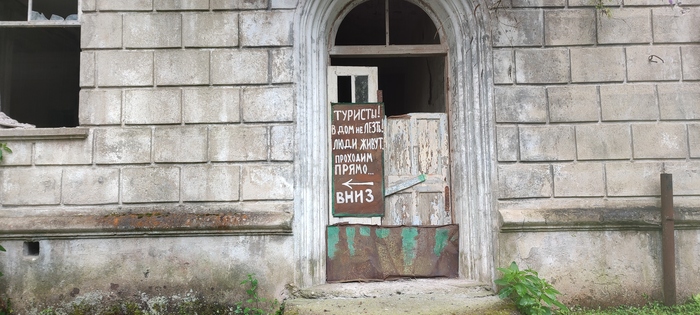 ТУРИСТЫ!
В ДОМ НЕ ЛЕЗТЬ!
ЛЮДИ ЖИВУТ,
ПРОХОДИМ
ПРЯМО...
ВНИЗ